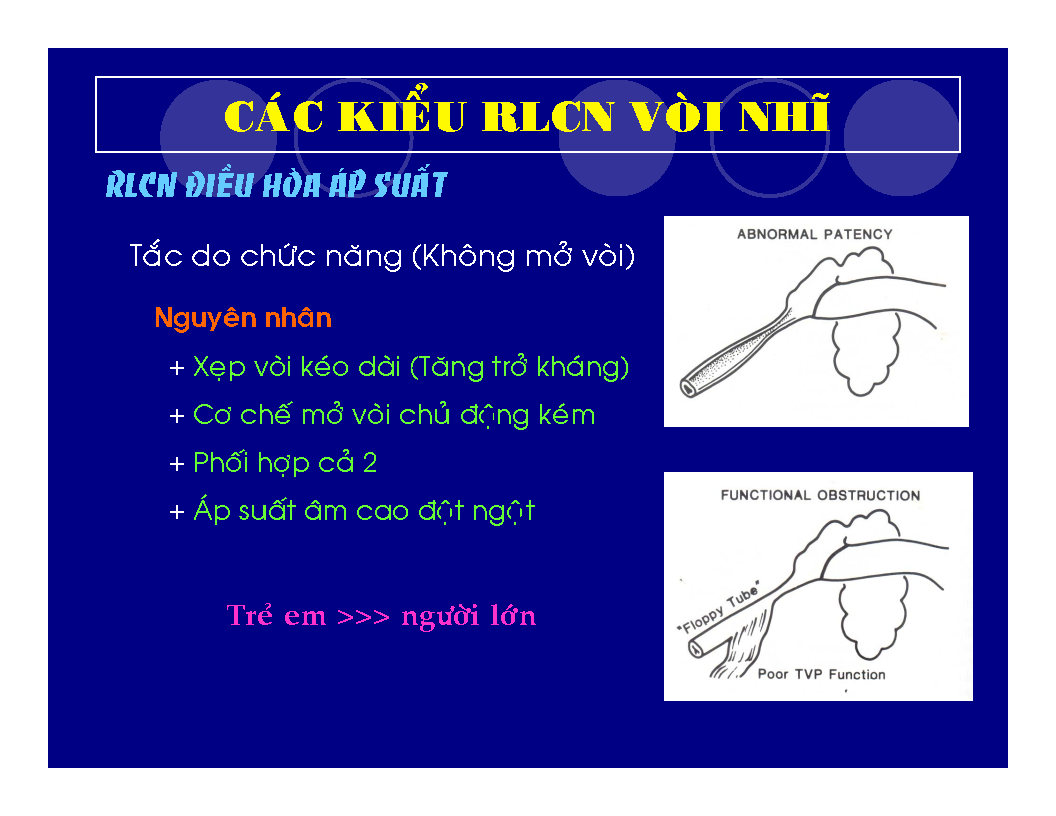 CÁC KIỂU RLCN VÒI NHĨ
RLCN ĐIỀU HÒA ÁP SUẤT
Tắc do chức năng (Không mở vòi)
Nguyên nhân
+ Xẹp vòi kéo dài (Tăng trở kháng)
+ Cơ chế mở vòi chủ động kém
+ Phối hợp cả 2
+ Áp suất âm cao đột ngột
Trẻ em >>> người lớn
ABNORMAL PATENCY
FUNCTIONAL OBSTRUCTION
"Floppy Tube"
Poor TVP Function